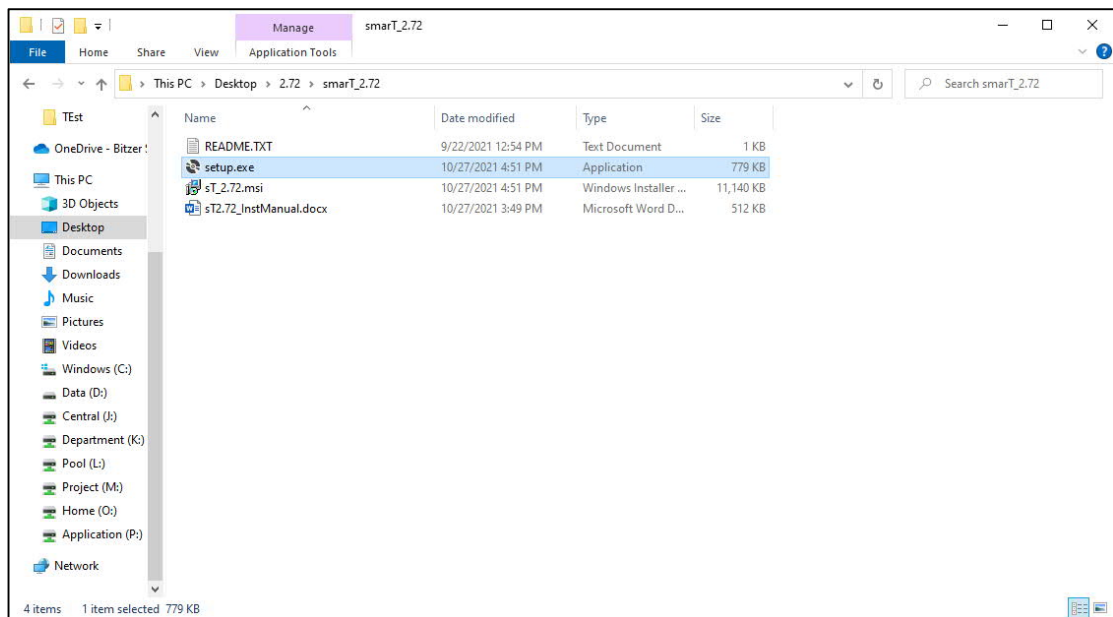 Manage smarT_2.72
File Home Share View Application Tools
This PC > Desktop > 2.72 > smarT_2.72 Search smarT_2.72
TEst
OneDrive - Bitzer S
This PC
3D Objects
Desktop
Documents
Downloads
Music
Pictures
Videos
Windows (C:)
Data (D:)
Central (J:)
Department (K:)
Pool (L:)
Project (M:)
Home (O:)
Application (P:)
Network
Name Date modified Type Size
README.TXT 9/22/2021 12:54 PM Text Document 1 KB
setup.exe 10/27/2021 4:51 PM Application 779 KB
sT_2.72.msi 10/27/2021 4:51 PM Windows Installer ... 11,140 KB
sT2.72_InstManual.docx 10/27/2021 3:49 PM Microsoft Word D... 512 KB
4 items 1 item selected 779 KB